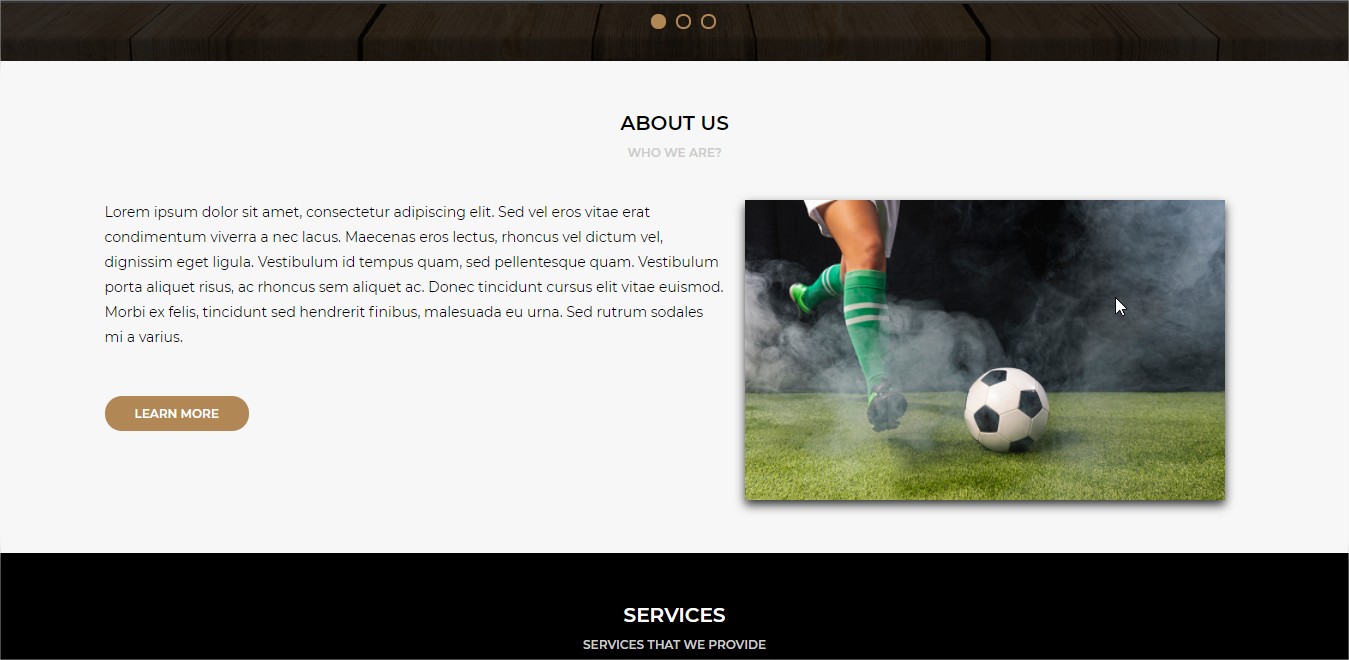 ABOUT US
WHO WE ARE?
Lorem ipsum dolor sit amet, consectetur adipiscing elit. Sed vel eros vitae erat
condimentum viverra a nec lacus. Maecenas eros lectus, rhoncus vel dictum vel,
dignissim eget ligula. Vestibulum id tempus quam, sed pellentesque quam. Vestibulum
porta aliquet risus, ac rhoncus sem aliquet ac. Donec tincidunt cursus elit vitae euismod.
Morbi ex felis, tincidunt sed hendrerit finibus, malesuada eu urna. Sed rutrum sodales
mi a varius.
LEARN MORE
SERVICES
SERVICES THAT WE PROVIDE